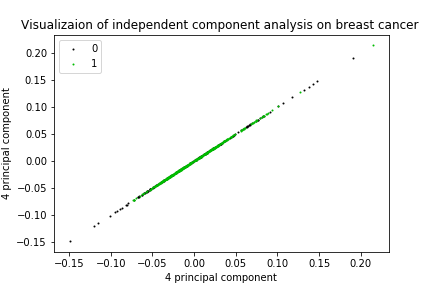 Visualizaion of independent component analysis on breast cancer
0
1
4 principal component
0.20
0.15
0.10
0.05
0.00
−0.05
−0.10
−0.15
−0.15 −0.10 −0.05 0.00 0.05 0.10 0.15 0.20
4 principal component